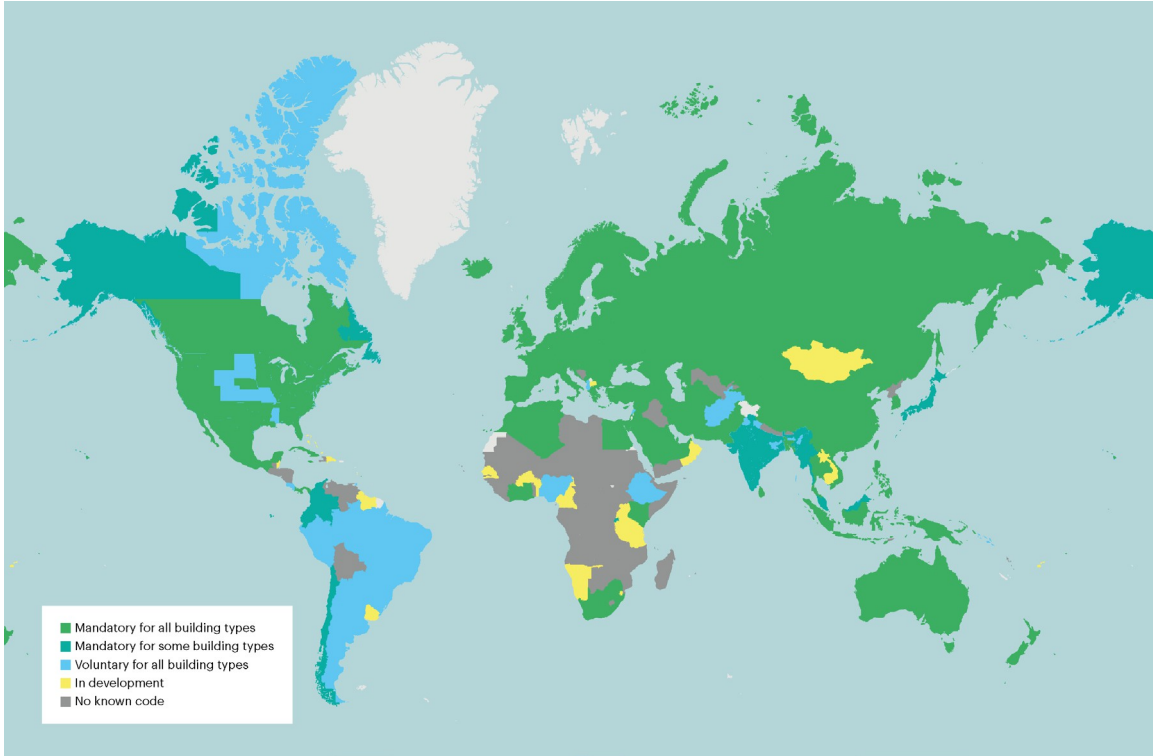 Mandatory for all building types
Mandatory for some building types
Voluntary for all building types
In development
No known code